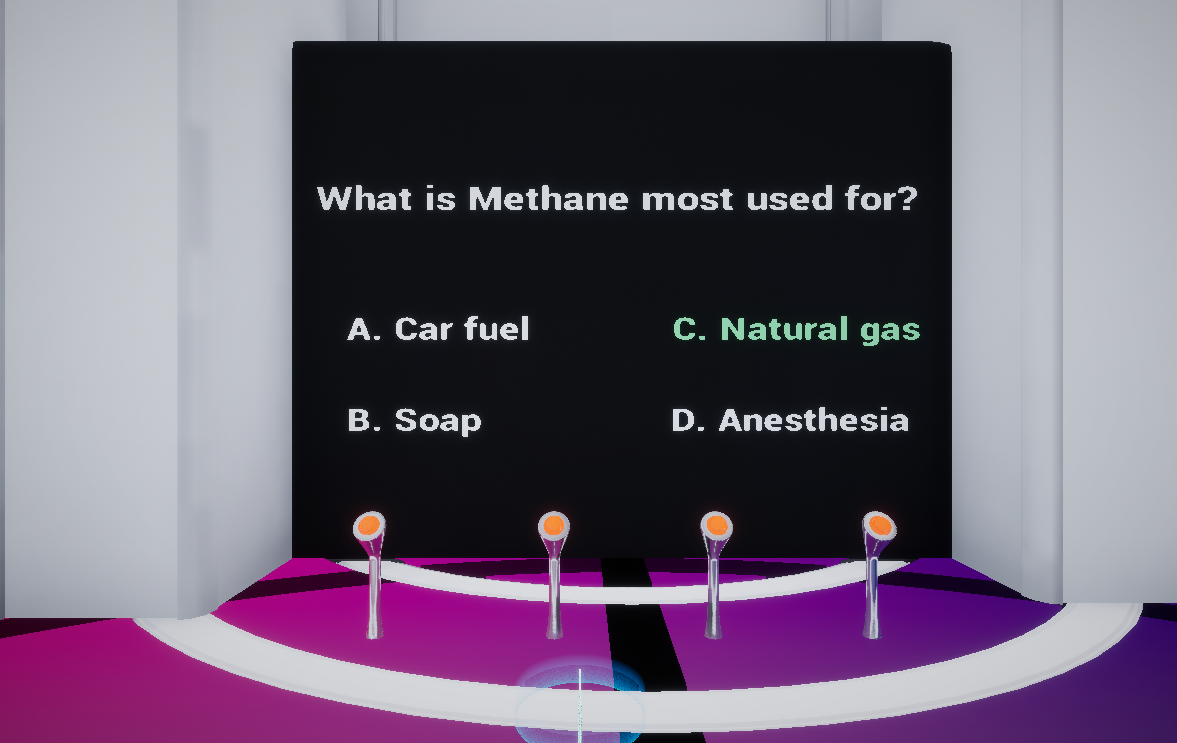 What is Methane most used for?
A. Car fuel
B. Soap
C. Natural gas
D. Anesthesia